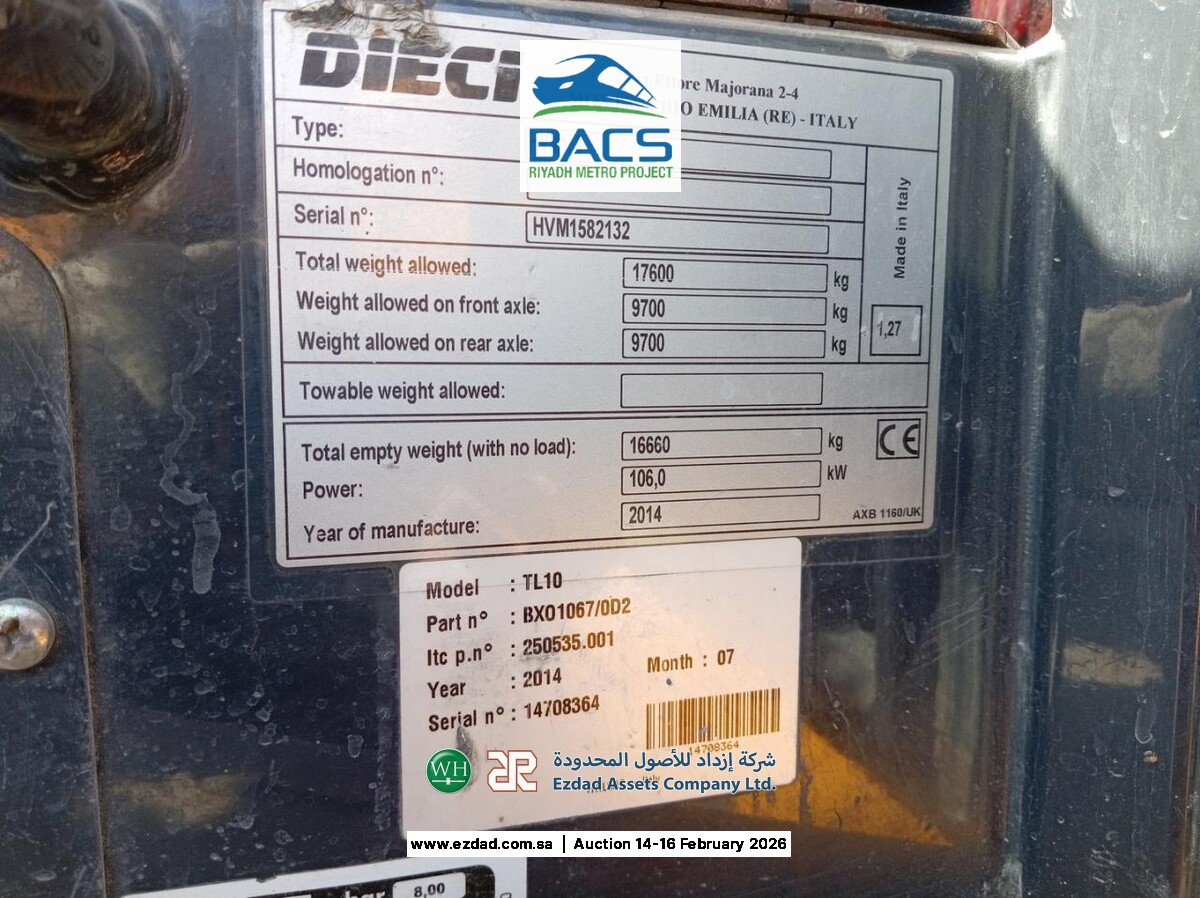 DIECI
Ettore Majorana 2-4
EMILIA (RE) - ITALY
BACS
RIYADH METRO PROJECT
Type:
Homologation n°:
Serial n°: HVM1582132
Made in Italy
Total weight allowed: 17600 kg
Weight allowed on front axle: 9700 kg
Weight allowed on rear axle: 9700 kg
1,27
Towable weight allowed:
Total empty weight (with no load): 16660 kg
CE
Power: 106,0 kW
Year of manufacture: 2014
AXB 1160/UK
Model : TL10
Part n° : BX01067/0D2
Itc p.n° : 250535.001
Year : 2014
Month : 07
Serial n° : 14708364
14708364
WH
شركة إزداد للأصول المحدودة
Ezdad Assets Company Ltd.
www.ezdad.com.sa | Auction 14-16 February 2026
bar 8,00